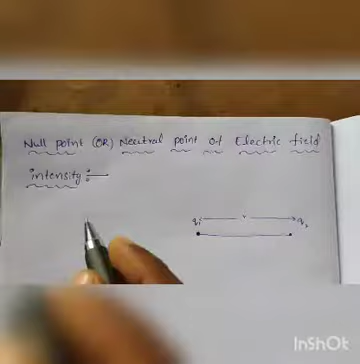 Null point (OR) Neutral point of Electric field
intensity :-
q₁ r q₂
InShOt